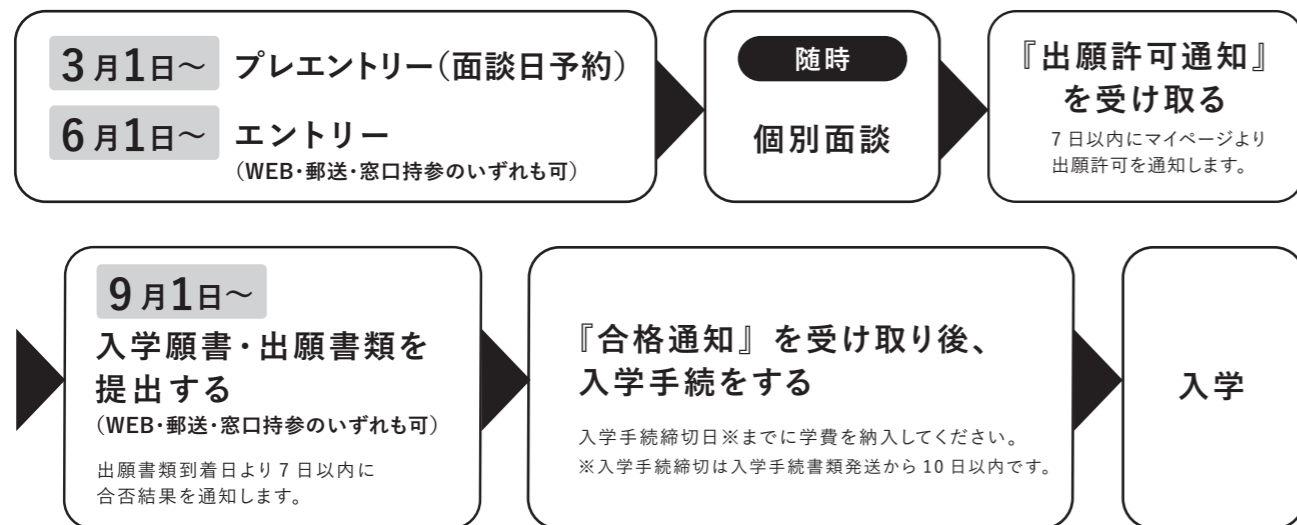 3月1日～ プレエントリー（面談日予約）
6月1日～ エントリー
（WEB・郵送・窓口持参のいずれも可）
随時
個別面談
『出願許可通知』
を受け取る
7日以内にマイページより
出願許可を通知します。
9月1日～
入学願書・出願書類を
提出する
（WEB・郵送・窓口持参のいずれも可）
出願書類到着日より7日以内に
合否結果を通知します。
『合格通知』を受け取り後、
入学手続をする
入学手続締切日※までに学費を納入してください。
※入学手続締切は入学手続書類発送から10日以内です。
入学